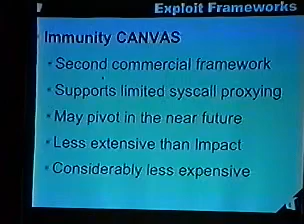 Exploit Frameworks
Immunity CANVAS
Second commercial framework
Supports limited syscall proxying
May pivot in the near future
Less extensive than Impact
Considerably less expensive